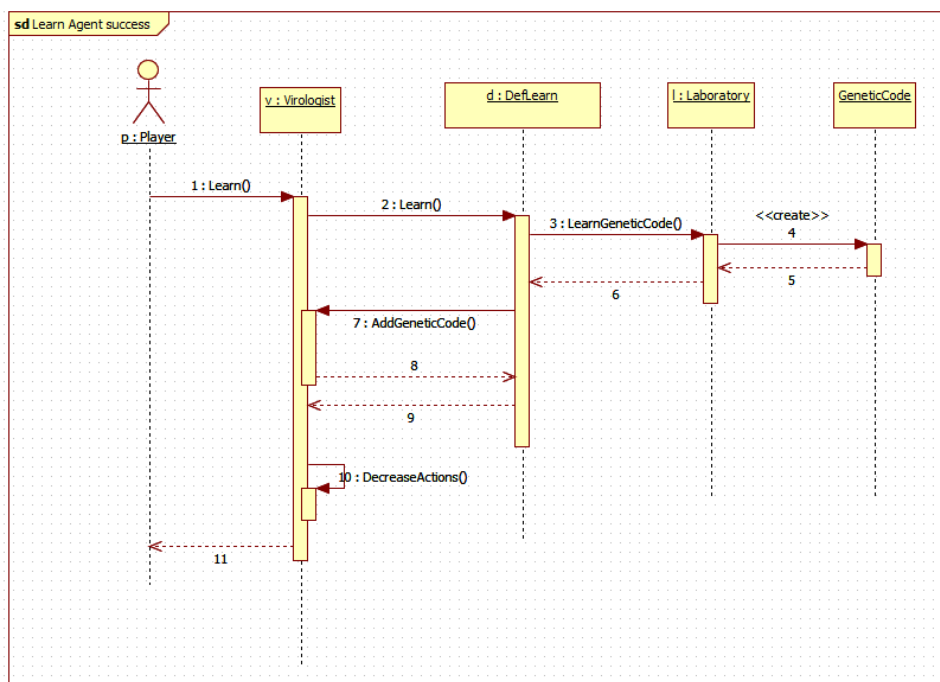 sd Learn Agent success
p : Player
v : Virologist
d : DefLearn
l : Laboratory
GeneticCode
1 : Learn()
2 : Learn()
3 : LearnGeneticCode()
<<create>>
4
5
6
7 : AddGeneticCode()
8
9
10 : DecreaseActions()
11